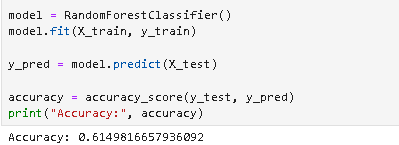 model = RandomForestClassifier()
model.fit(X_train, y_train)
y_pred = model.predict(X_test)
accuracy = accuracy_score(y_test, y_pred)
print("Accuracy:", accuracy)
Accuracy: 0.6149816657936092